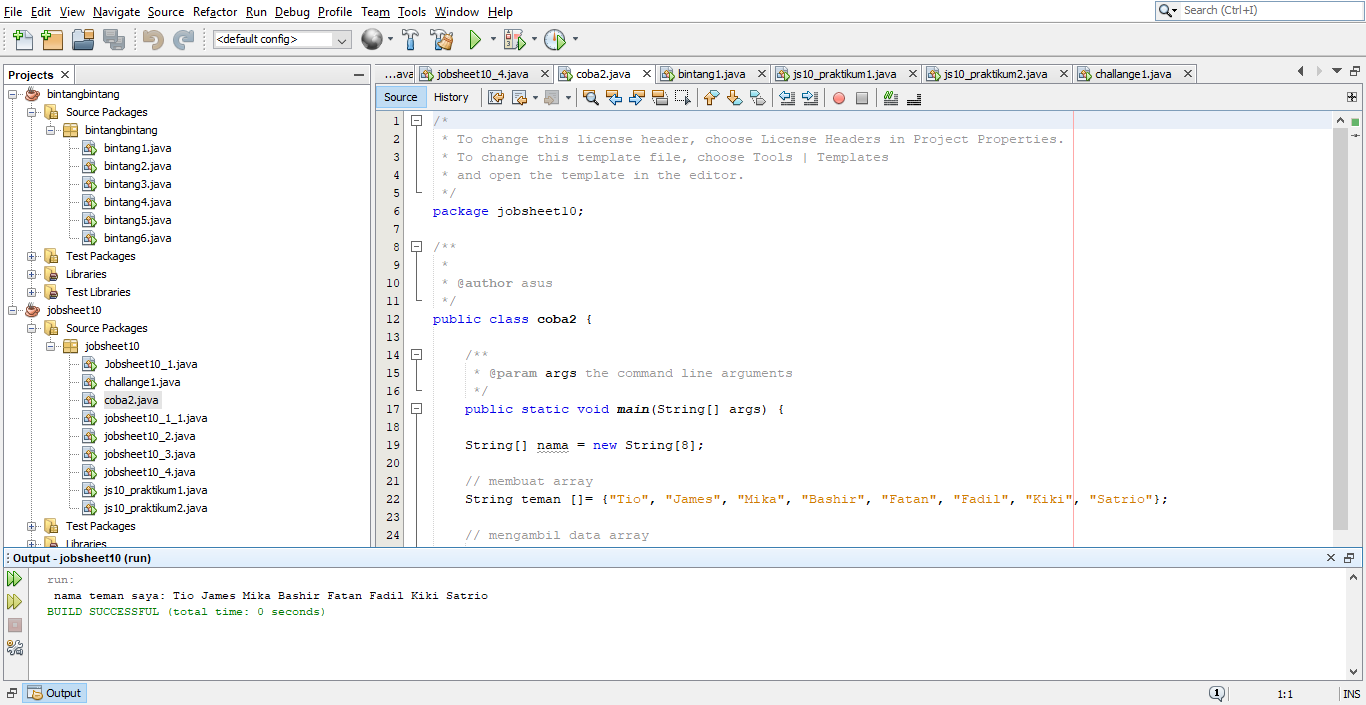 File Edit View Navigate Source Refactor Run Debug Profile Team Tools Window Help
Search (Ctrl+I)
<default config>
Projects
...ava jobsheet10_4.java coba2.java bintang1.java js10_praktikum1.java js10_praktikum2.java challange1.java
Source History
bintangbintang
Source Packages
bintangbintang
bintang1.java
bintang2.java
bintang3.java
bintang4.java
bintang5.java
bintang6.java
Test Packages
Libraries
Test Libraries
jobsheet10
Source Packages
jobsheet10
Jobsheet10_1.java
challange1.java
coba2.java
jobsheet10_1_1.java
jobsheet10_2.java
jobsheet10_3.java
jobsheet10_4.java
js10_praktikum1.java
js10_praktikum2.java
Test Packages
Libraries
1 /*
2 * To change this license header, choose License Headers in Project Properties.
3 * To change this template file, choose Tools | Templates
4 * and open the template in the editor.
5 */
6 package jobsheet10;
7
8 /**
9 *
10 * @author asus
11 */
12 public class coba2 {
13
14 /**
15 * @param args the command line arguments
16 */
17 public static void main(String[] args) {
18
19 String[] nama = new String[8];
20
21 // membuat array
22 String teman []= {"Tio", "James", "Mika", "Bashir", "Fatan", "Fadil", "Kiki", "Satrio"};
23
24 // mengambil data array
Output - jobsheet10 (run)
run:
nama teman saya: Tio James Mika Bashir Fatan Fadil Kiki Satrio
BUILD SUCCESSFUL (total time: 0 seconds)
Output
1 1:1 INS